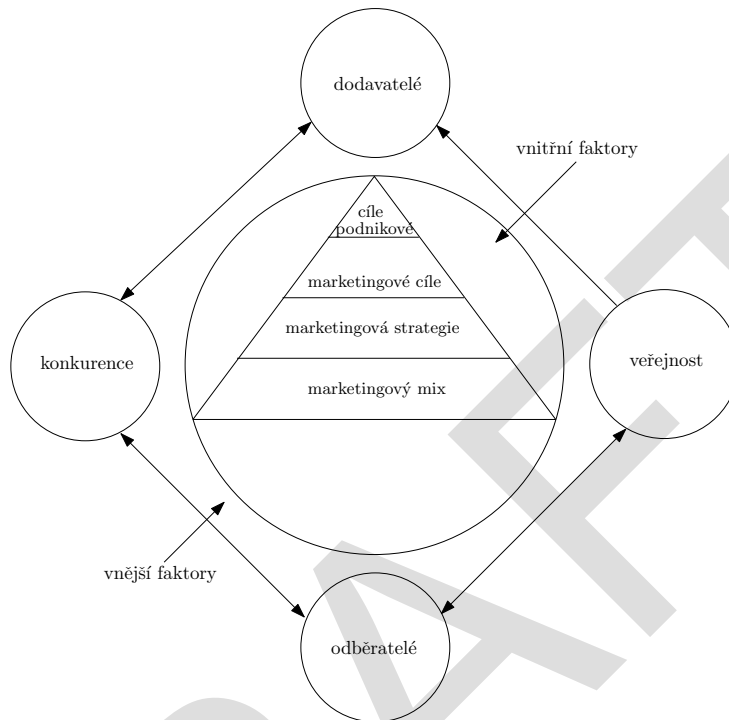 dodavatelé
vnitřní faktory
cíle
podnikové
marketingové cíle
marketingová strategie
konkurence
veřejnost
marketingový mix
vnější faktory
odběratelé